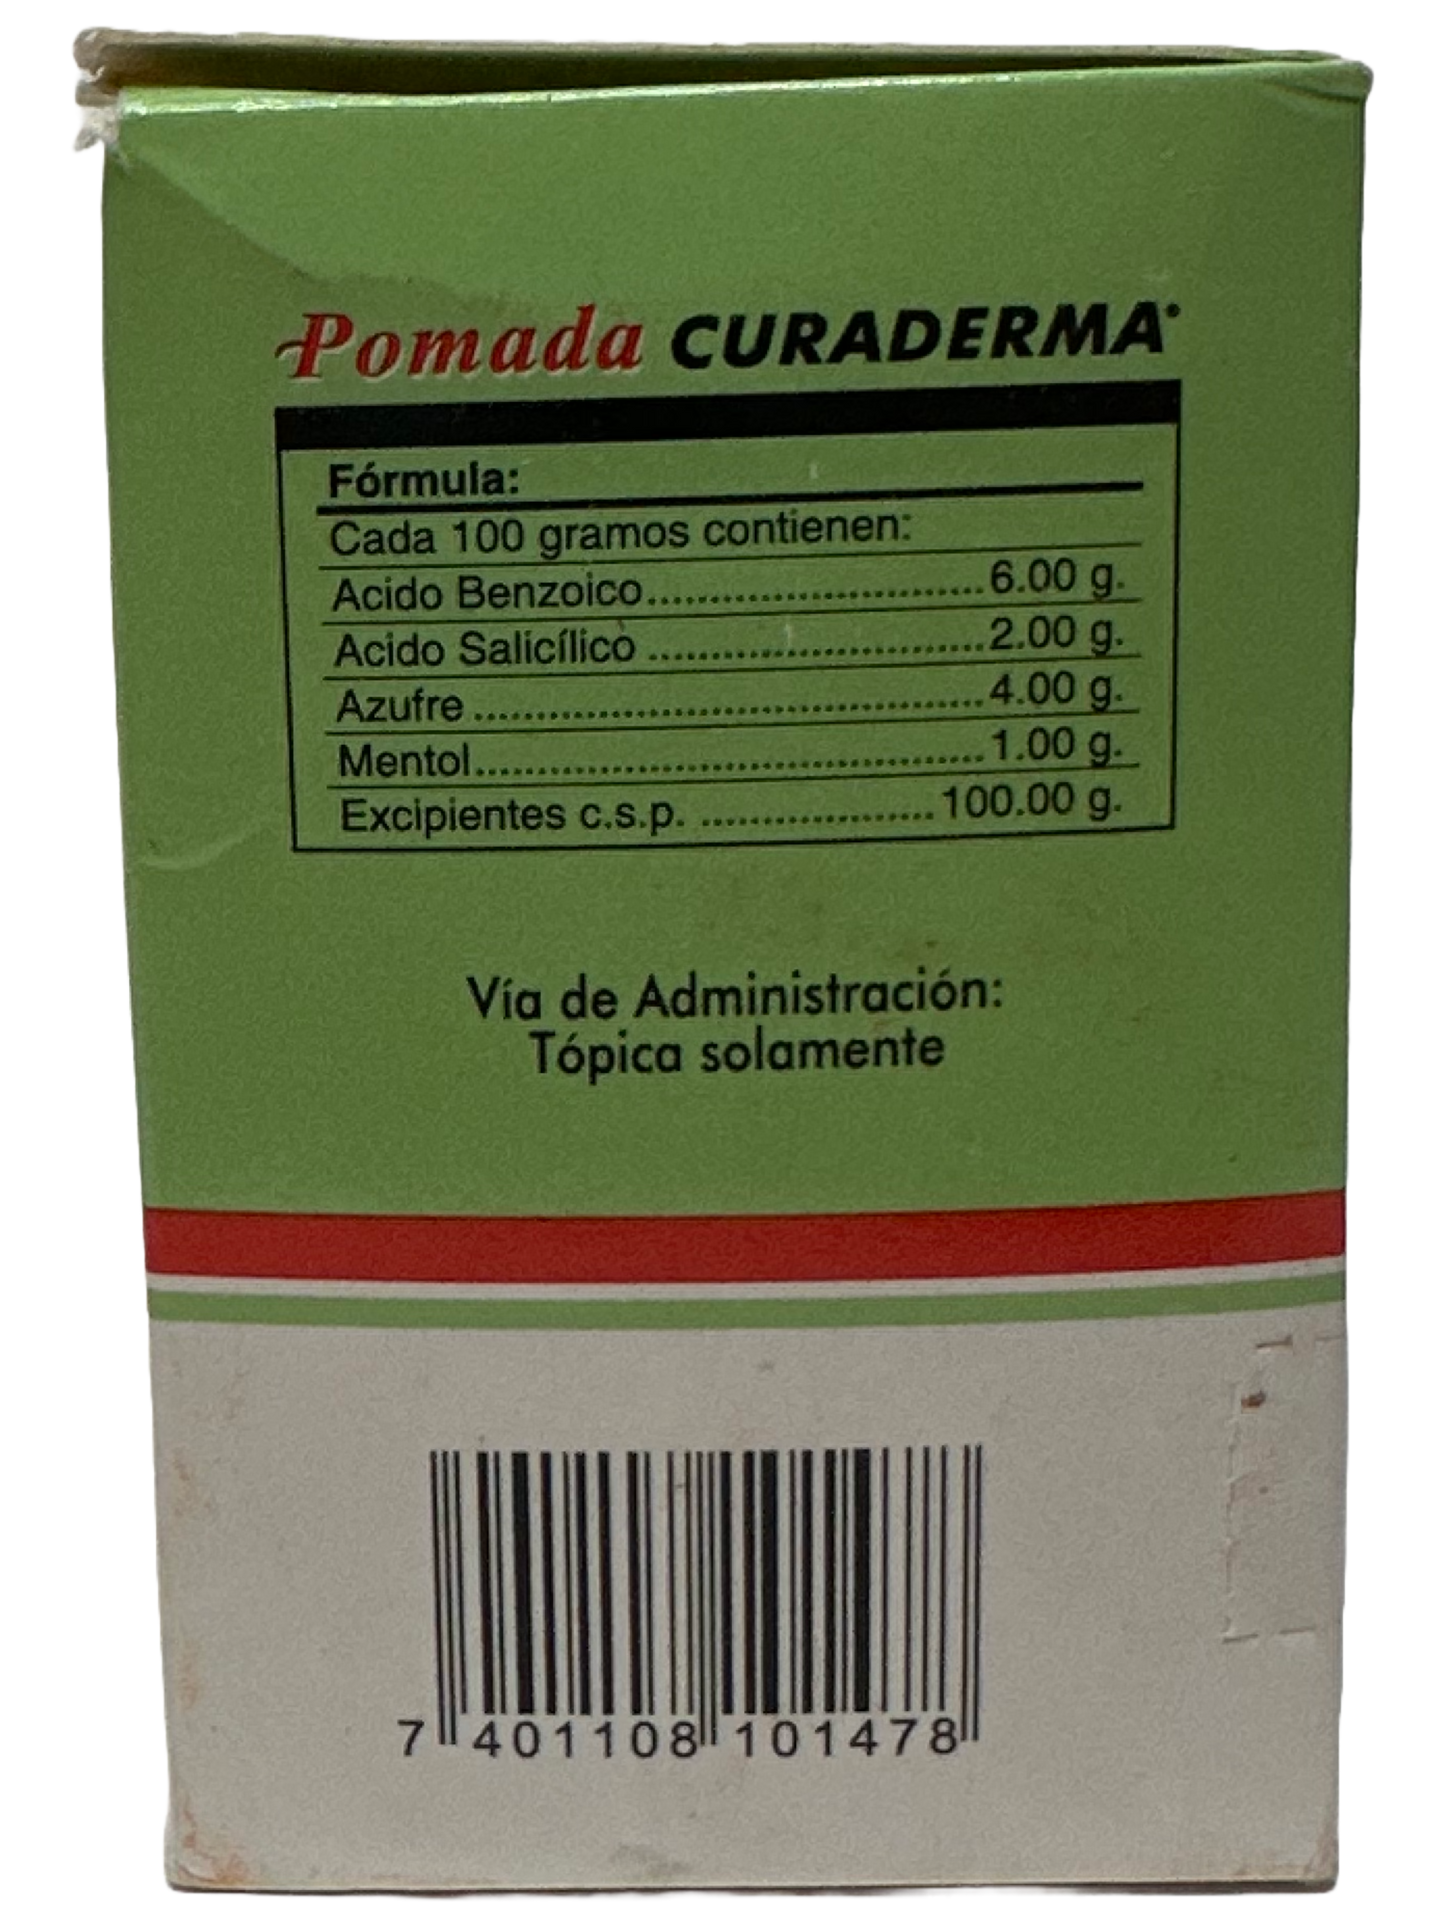 Pomada CURADERMA®
Fórmula:
Cada 100 gramos contienen:
Acido Benzoico............................6.00 g.
Acido Salicílico ............................2.00 g.
Azufre ..........................................4.00 g.
Mentol..........................................1.00 g.
Excipientes c.s.p. ...................100.00 g.
Vía de Administración:
Tópica solamente
7 401108 101478